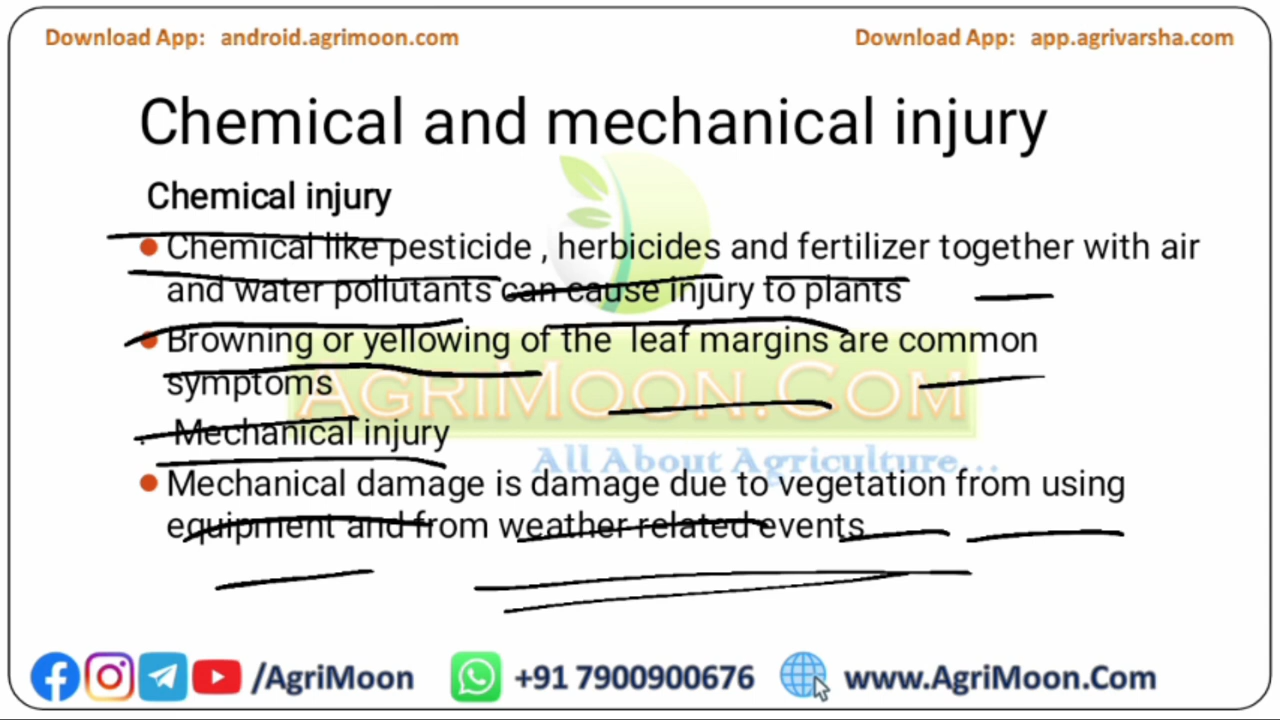 Download App: android.agrimoon.com
Download App: app.agrivarsha.com
Chemical and mechanical injury
Chemical injury
Chemical like pesticide , herbicides and fertilizer together with air
and water pollutants can cause injury to plants
Browning or yellowing of the leaf margins are common
symptoms
AGRIMOON.COM
. Mechanical injury
All About Agriculture...
Mechanical damage is damage due to vegetation from using
equipment and from weather related events
/AgriMoon
+91 7900900676
www.AgriMoon.Com